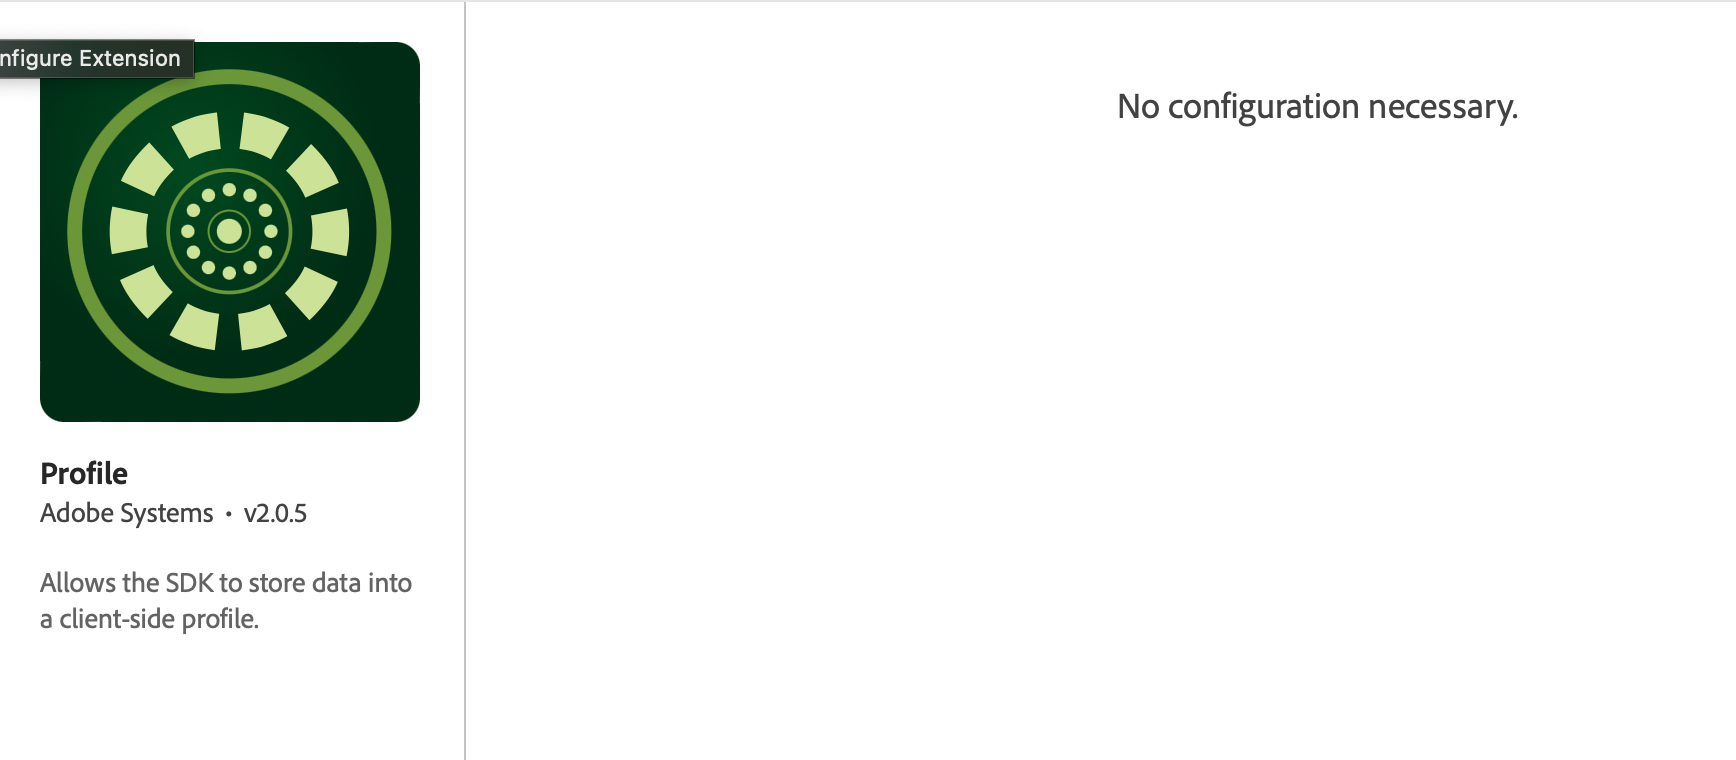 nfigure Extension
No configuration necessary.
Profile
Adobe Systems • v2.0.5
Allows the SDK to store data into
a client-side profile.